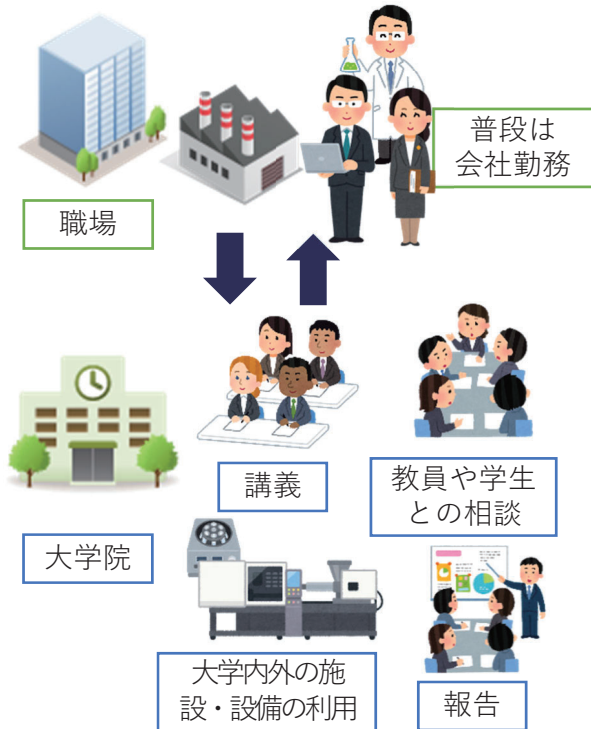 普段は
会社勤務
職場
講義
教員や学生
との相談
大学院
大学内外の施
設・設備の利用
報告